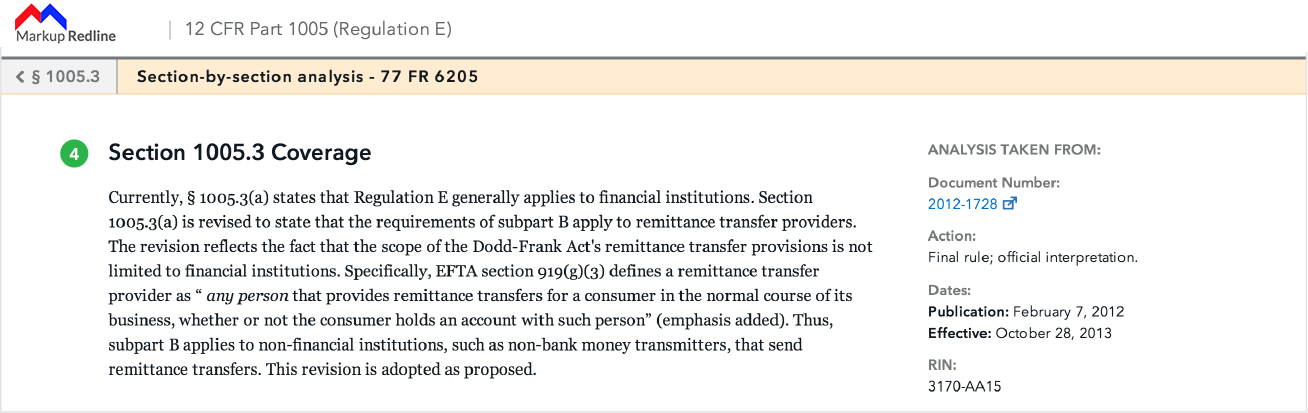 Markup Redline
12 CFR Part 1005 (Regulation E)
§ 1005.3
Section-by-section analysis - 77 FR 6205
4
Section 1005.3 Coverage
Currently, § 1005.3(a) states that Regulation E generally applies to financial institutions. Section
1005.3(a) is revised to state that the requirements of subpart B apply to remittance transfer providers.
The revision reflects the fact that the scope of the Dodd-Frank Act's remittance transfer provisions is not
limited to financial institutions. Specifically, EFTA section 919(g)(3) defines a remittance transfer
provider as “ any person that provides remittance transfers for a consumer in the normal course of its
business, whether or not the consumer holds an account with such person” (emphasis added). Thus,
subpart B applies to non-financial institutions, such as non-bank money transmitters, that send
remittance transfers. This revision is adopted as proposed.
ANALYSIS TAKEN FROM:
Document Number:
2012-1728
Action:
Final rule; official interpretation.
Dates:
Publication: February 7, 2012
Effective: October 28, 2013
RIN:
3170-AA15